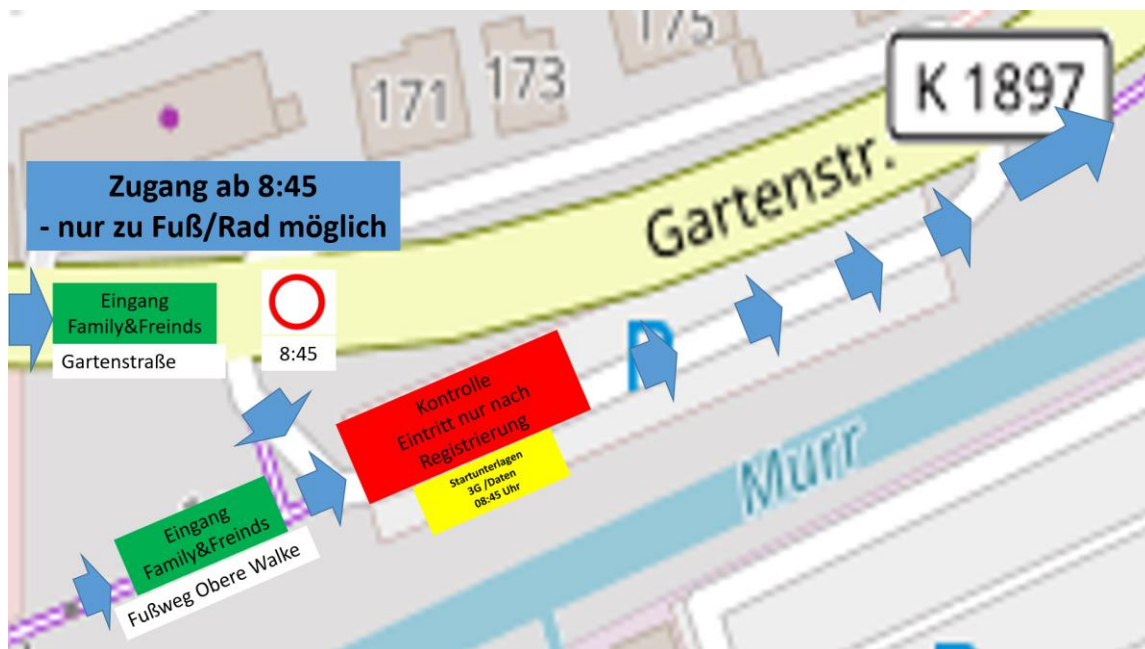 171
173
175
K 1897
Zugang ab 8:45
- nur zu Fuß/Rad möglich
Gartenstr.
Eingang
Family&Freinds
Gartenstraße
8:45
P
Kontrolle
Eintritt nur nach
Registrierung
Startunterlagen
3G /Daten
08:45 Uhr
Murr
Eingang
Family&Freinds
Fußweg Obere Walke